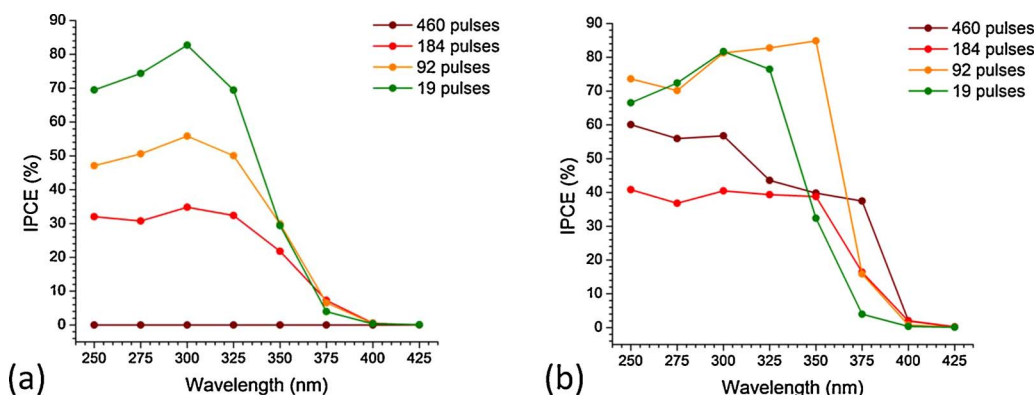 90
80
70
60
50
40
30
20
10
0
IPCE (%)
250 275 300 325 350 375 400 425
Wavelength (nm)
460 pulses
184 pulses
92 pulses
19 pulses
(a)
90
80
70
60
50
40
30
20
10
0
IPCE (%)
250 275 300 325 350 375 400 425
Wavelength (nm)
460 pulses
184 pulses
92 pulses
19 pulses
(b)